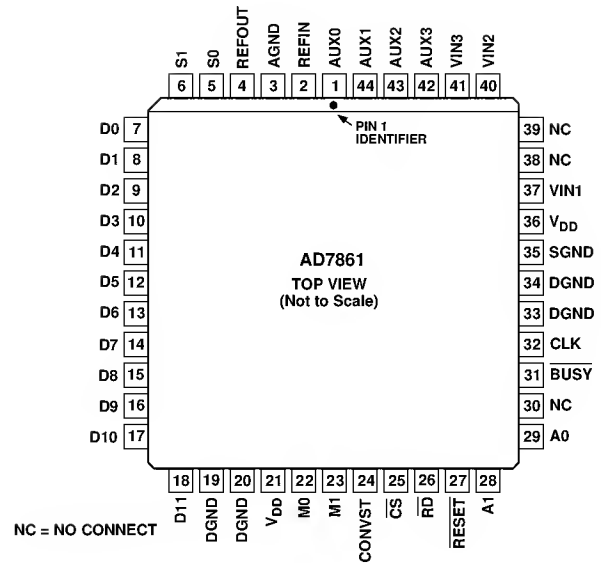 S1 S0 REFOUT AGND REFIN AUX0 AUX1 AUX2 AUX3 VIN3 VIN2
6 5 4 3 2 1 44 43 42 41 40
PIN 1
IDENTIFIER
D0 7
D1 8
D2 9
D3 10
D4 11
D5 12
D6 13
D7 14
D8 15
D9 16
D10 17
AD7861
TOP VIEW
(Not to Scale)
39 NC
38 NC
37 VIN1
36 VDD
35 SGND
34 DGND
33 DGND
32 CLK
31 BUSY
30 NC
29 A0
18 19 20 21 22 23 24 25 26 27 28
D11 DGND DGND VDD M0 M1 CONVST CS RD RESET A1
NC = NO CONNECT